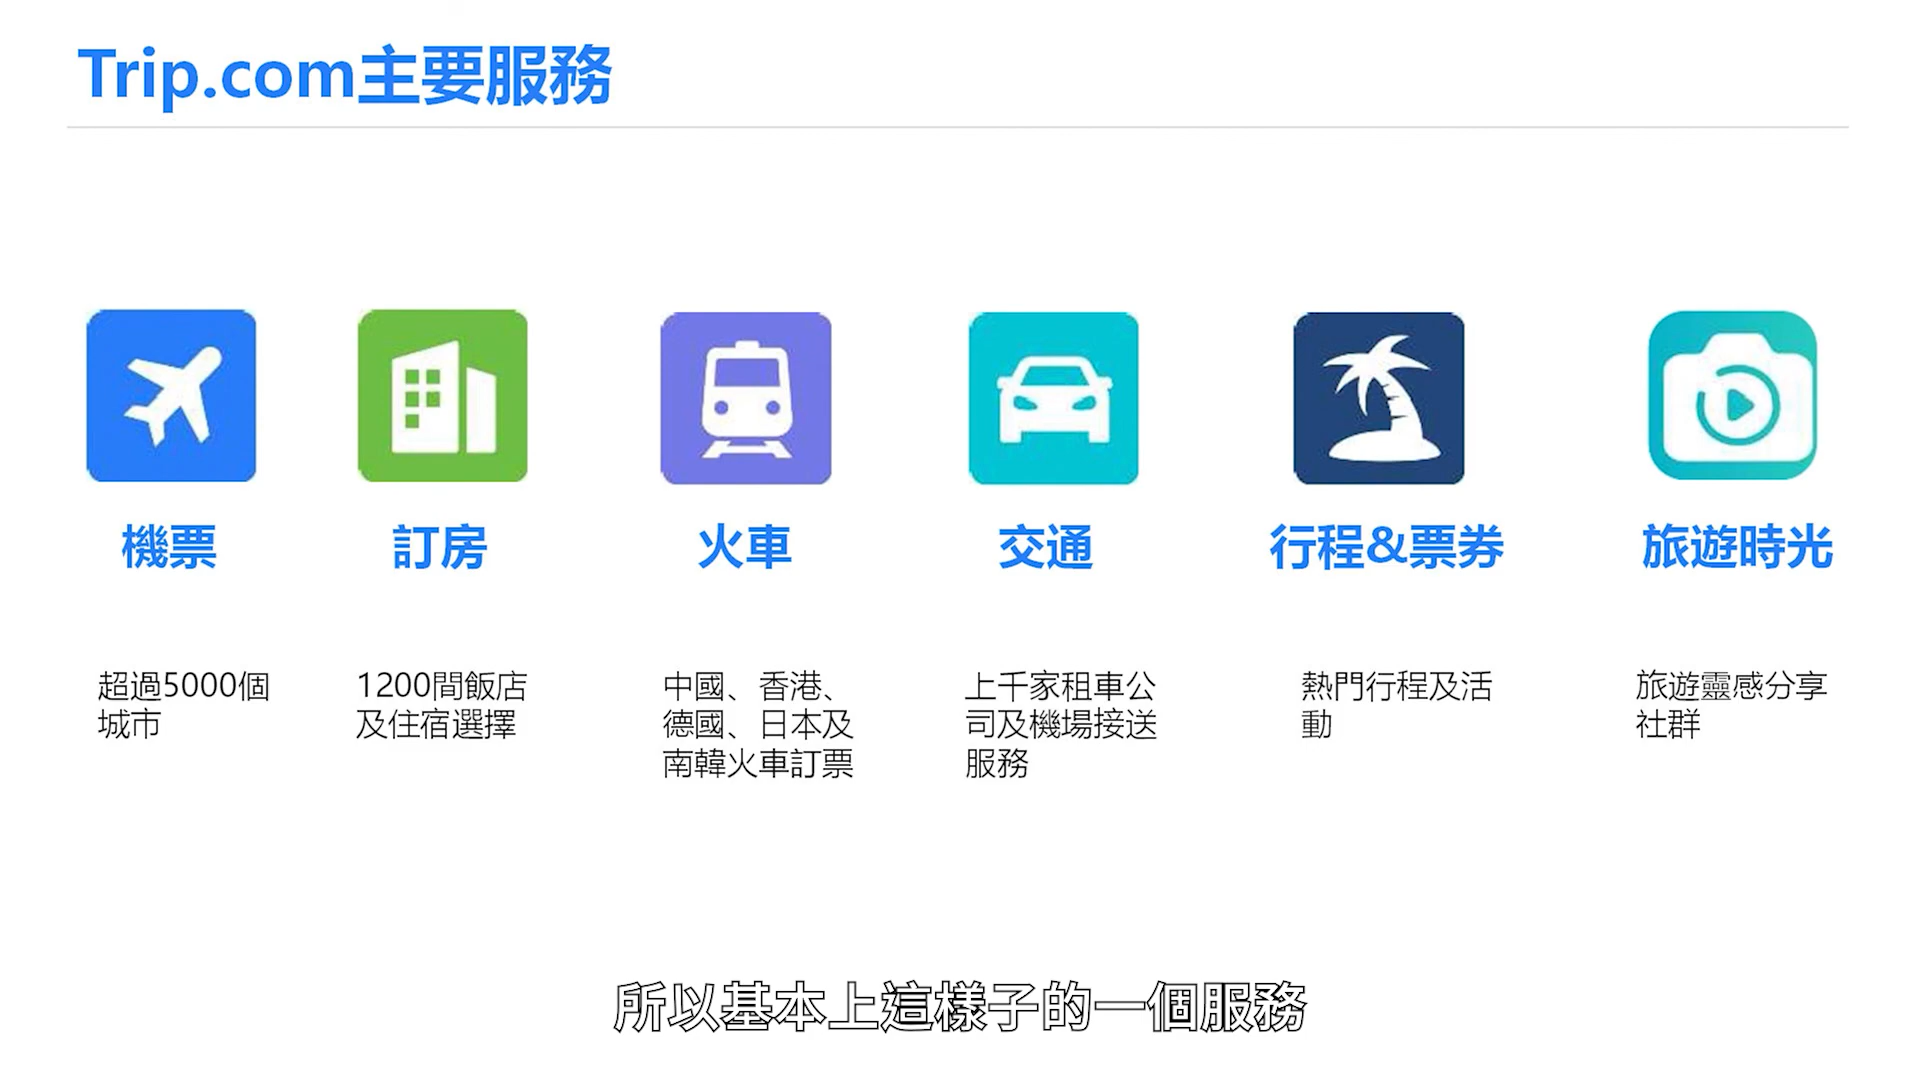 Trip.com主要服務
機票
訂房
火車
交通
行程&票券
旅遊時光
超過5000個
城市
1200間飯店
及住宿選擇
中國、香港、
德國、日本及
南韓火車訂票
上千家租車公
司及機場接送
服務
熱門行程及活
動
旅遊靈感分享
社群
所以基本上這樣子的一個服務